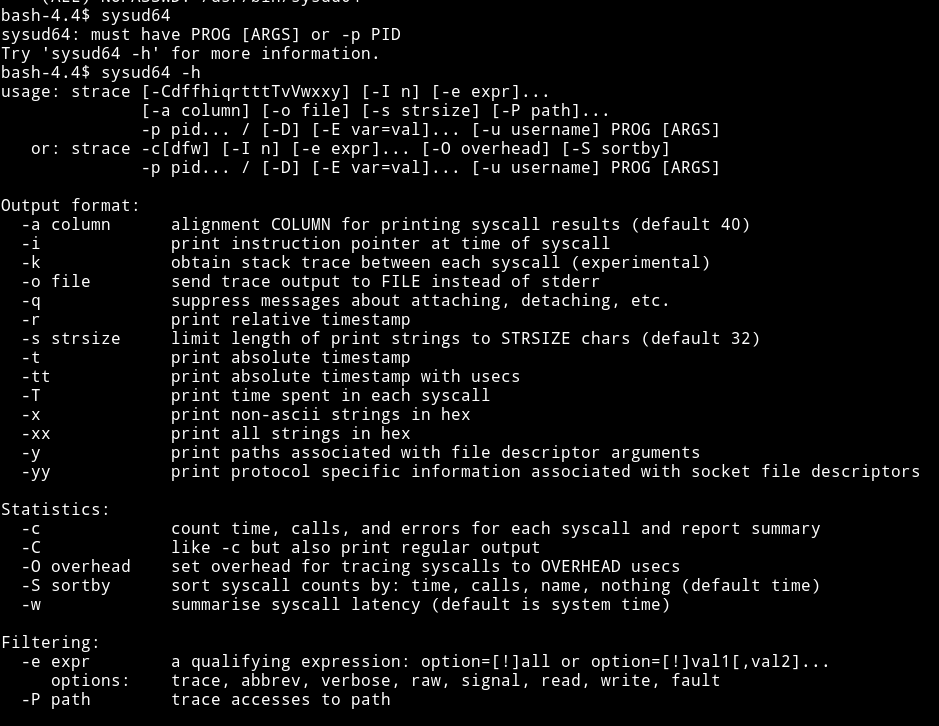 bash-4.4$ sysud64
sysud64: must have PROG [ARGS] or -p PID
Try 'sysud64 -h' for more information.
bash-4.4$ sysud64 -h
usage: strace [-CdffhiqrtttTvVwxxy] [-I n] [-e expr]...
              [-a column] [-o file] [-s strsize] [-P path]...
              -p pid... / [-D] [-E var=val]... [-u username] PROG [ARGS]
   or: strace -c[dfw] [-I n] [-e expr]... [-O overhead] [-S sortby]
              -p pid... / [-D] [-E var=val]... [-u username] PROG [ARGS]

Output format:
  -a column      alignment COLUMN for printing syscall results (default 40)
  -i             print instruction pointer at time of syscall
  -k             obtain stack trace between each syscall (experimental)
  -o file        send trace output to FILE instead of stderr
  -q             suppress messages about attaching, detaching, etc.
  -r             print relative timestamp
  -s strsize     limit length of print strings to STRSIZE chars (default 32)
  -t             print absolute timestamp
  -tt            print absolute timestamp with usecs
  -T             print time spent in each syscall
  -x             print non-ascii strings in hex
  -xx            print all strings in hex
  -y             print paths associated with file descriptor arguments
  -yy            print protocol specific information associated with socket file descriptors

Statistics:
  -c             count time, calls, and errors for each syscall and report summary
  -C             like -c but also print regular output
  -O overhead    set overhead for tracing syscalls to OVERHEAD usecs
  -S sortby      sort syscall counts by: time, calls, name, nothing (default time)
  -w             summarise syscall latency (default is system time)

Filtering:
  -e expr        a qualifying expression: option=[!]all or option=[!]val1[,val2]...
     options:    trace, abbrev, verbose, raw, signal, read, write, fault
  -P path        trace accesses to path